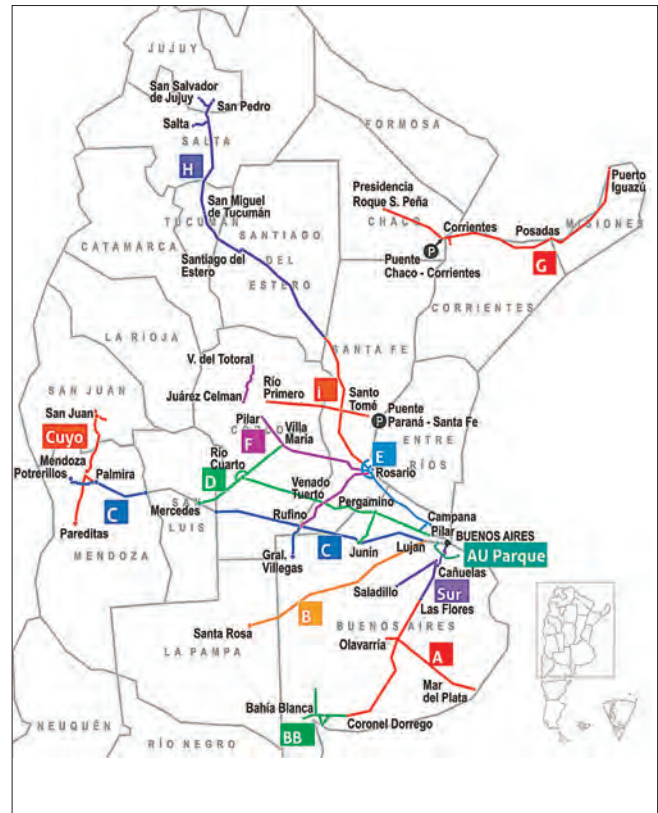 JUJUY
San Salvador
de Jujuy
San Pedro
Salta
SALTA
FORMOSA
H
Presidencia
Roque S. Peña
Puerto
Iguazú
San Miguel
de Tucumán
TUCUMÁN
CHACO
Corrientes
Posadas
MISIONES
CATAMARCA
SANTIAGO
DEL
ESTERO
Santiago del
Estero
P
Puente
Chaco - Corrientes
G
CORRIENTES
LA RIOJA
SANTA FE
V. del Totoral
SAN JUAN
Juárez Celman
Río
Primero
i
Santo
Tomé
San Juan
Pilar
P
Puente
Paraná - Santa Fe
Cuyo
F
Villa
María
E
ENTRE
RÍOS
Mendoza
Potrerillos
Palmira
Río
Cuarto
Rosario
D
Venado
Tuerto
C
Mercedes
SAN
LUIS
Pergamino
Campana
Pareditas
Rufino
Pilar
BUENOS AIRES
MENDOZA
Gral.
Villegas
C
Junín
Lujan
AU Parque
Cañuelas
Saladillo
Sur
B
Las Flores
Santa Rosa
BUENOS AIRES
LA PAMPA
Olavarría
A
Mar
del Plata
Bahía Blanca
NEUQUÉN
Coronel Dorrego
BB
RÍO NEGRO